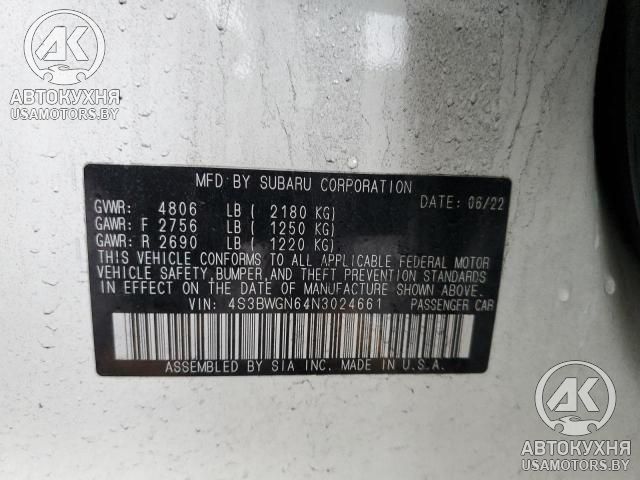 AK
АВТОКУХНЯ
USAMOTORS.BY
MFD BY SUBARU CORPORATION
DATE: 06/22
GVWR: 4806 LB ( 2180 KG)
GAWR: F 2756 LB ( 1250 KG)
GAWR: R 2690 LB ( 1220 KG)
THIS VEHICLE CONFORMS TO ALL APPLICABLE FEDERAL MOTOR
VEHICLE SAFETY, BUMPER, AND THEFT PREVENTION STANDARDS
IN EFFECT ON THE DATE OF MANUFACTURE SHOWN ABOVE.
VIN: 4S3BWGN64N3024661 PASSENGER CAR
ASSEMBLED BY SIA INC. MADE IN U.S.A.
AK
АВТОКУХНЯ
USAMOTORS.BY